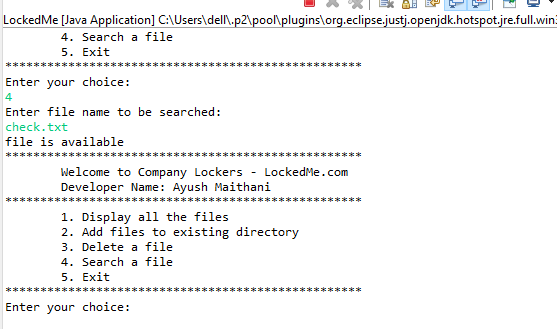 LockedMe [Java Application] C:\Users\dell\.p2\pool\plugins\org.eclipse.justj.openjdk.hotspot.jre.full.win3
4. Search a file
5. Exit
***************************************************
Enter your choice:
4
Enter file name to be searched:
check.txt
file is available
***************************************************
Welcome to Company Lockers - LockedMe.com
Developer Name: Ayush Maithani
***************************************************
1. Display all the files
2. Add files to existing directory
3. Delete a file
4. Search a file
5. Exit
***************************************************
Enter your choice: